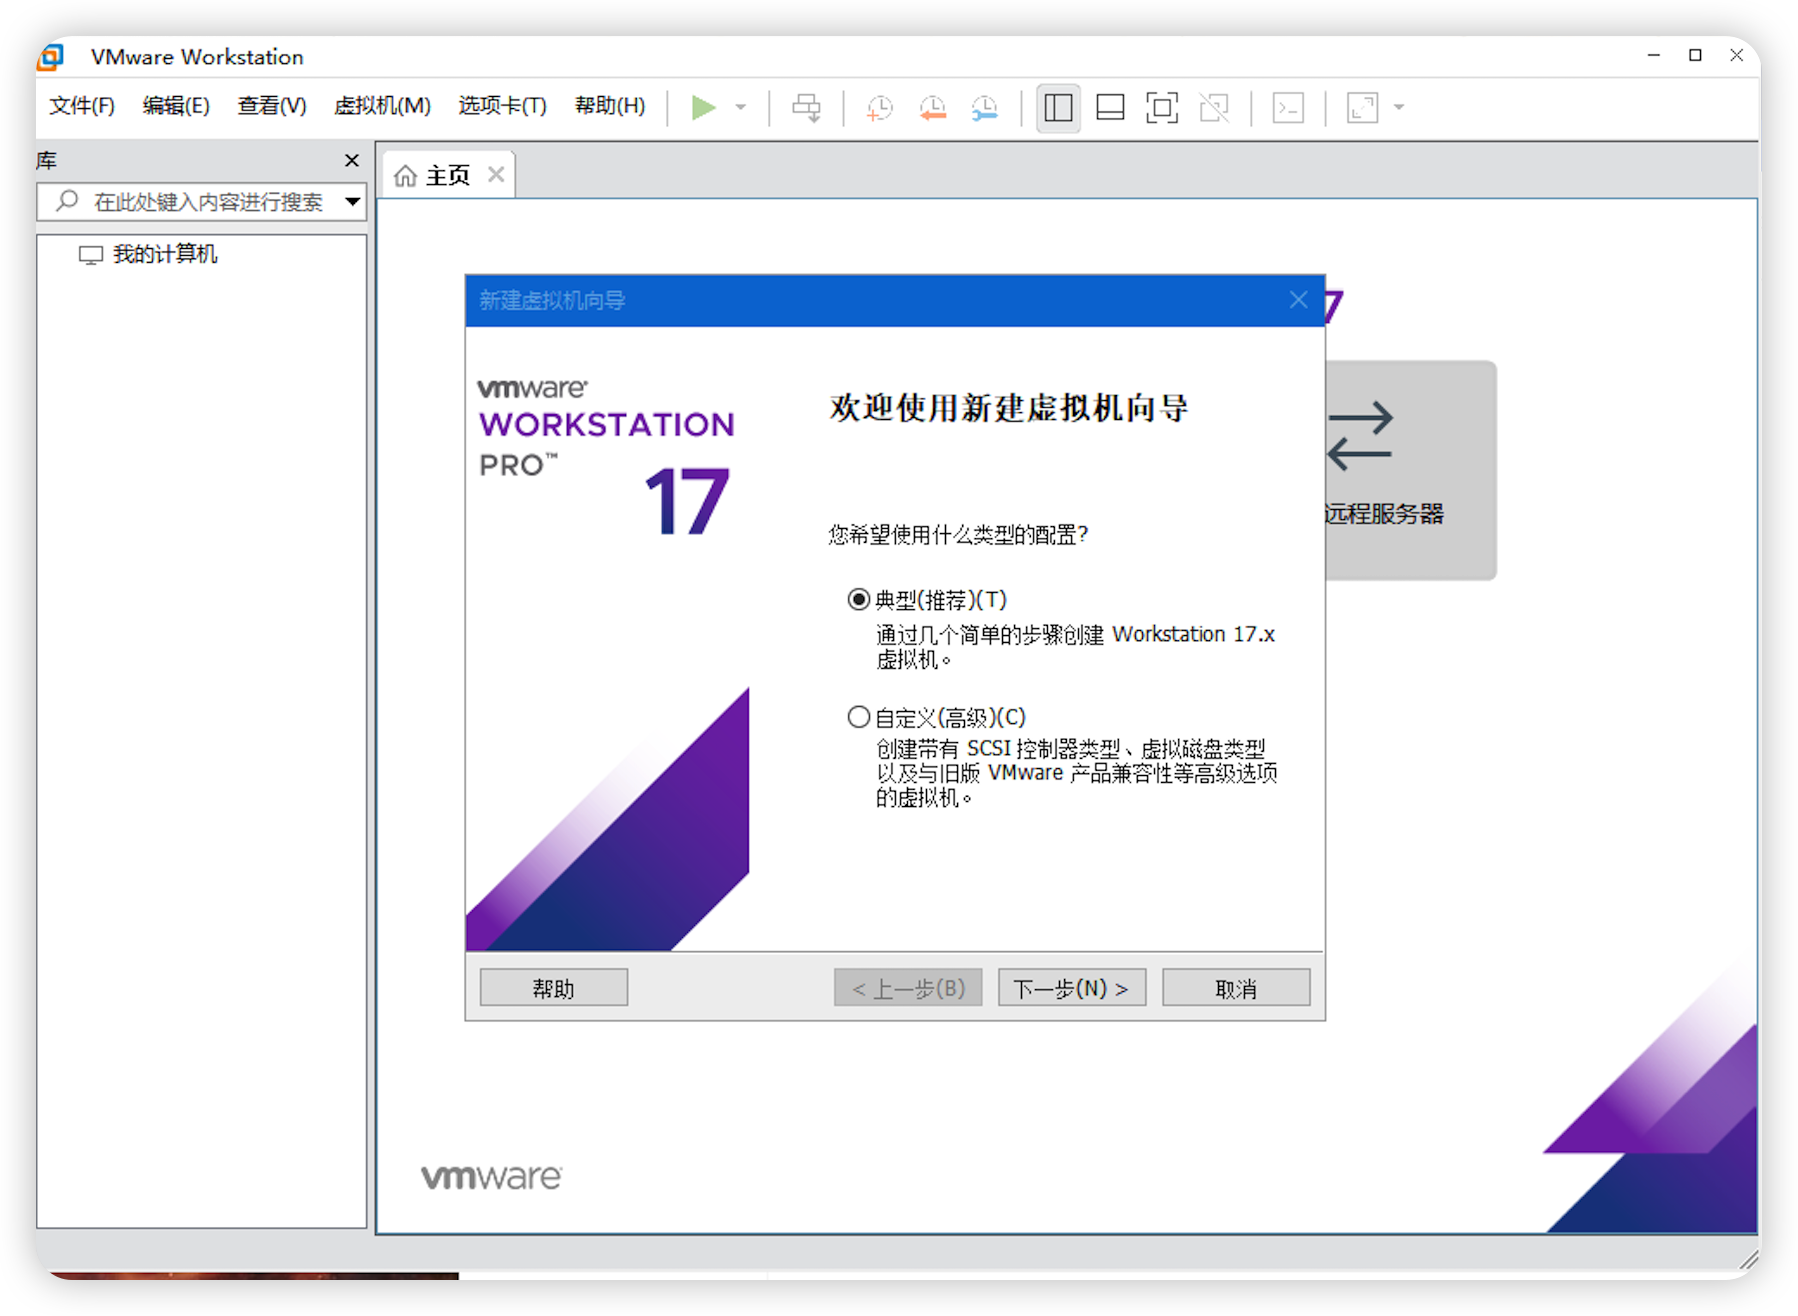 VMware Workstation
文件(F) 编辑(E) 查看(V) 虚拟机(M) 选项卡(T) 帮助(H)
库
在此处键入内容进行搜索
我的计算机
主页
新建虚拟机向导
7
vmware
WORKSTATION
PRO™
17
欢迎使用新建虚拟机向导
您希望使用什么类型的配置?
典型(推荐)(T)
通过几个简单的步骤创建 Workstation 17.x
虚拟机。
自定义(高级)(C)
创建带有 SCSI 控制器类型、虚拟磁盘类型
以及与旧版 VMware 产品兼容性等高级选项
的虚拟机。
远程服务器
帮助
< 上一步(B)
下一步(N) >
取消
vmware